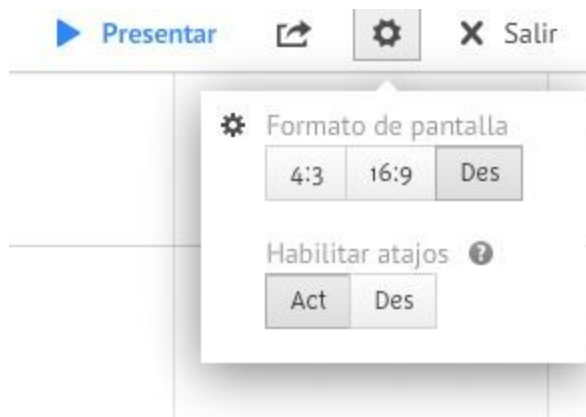 Presentar Salir
Formato de pantalla
4:3 16:9 Des
Habilitar atajos ?
Act Des